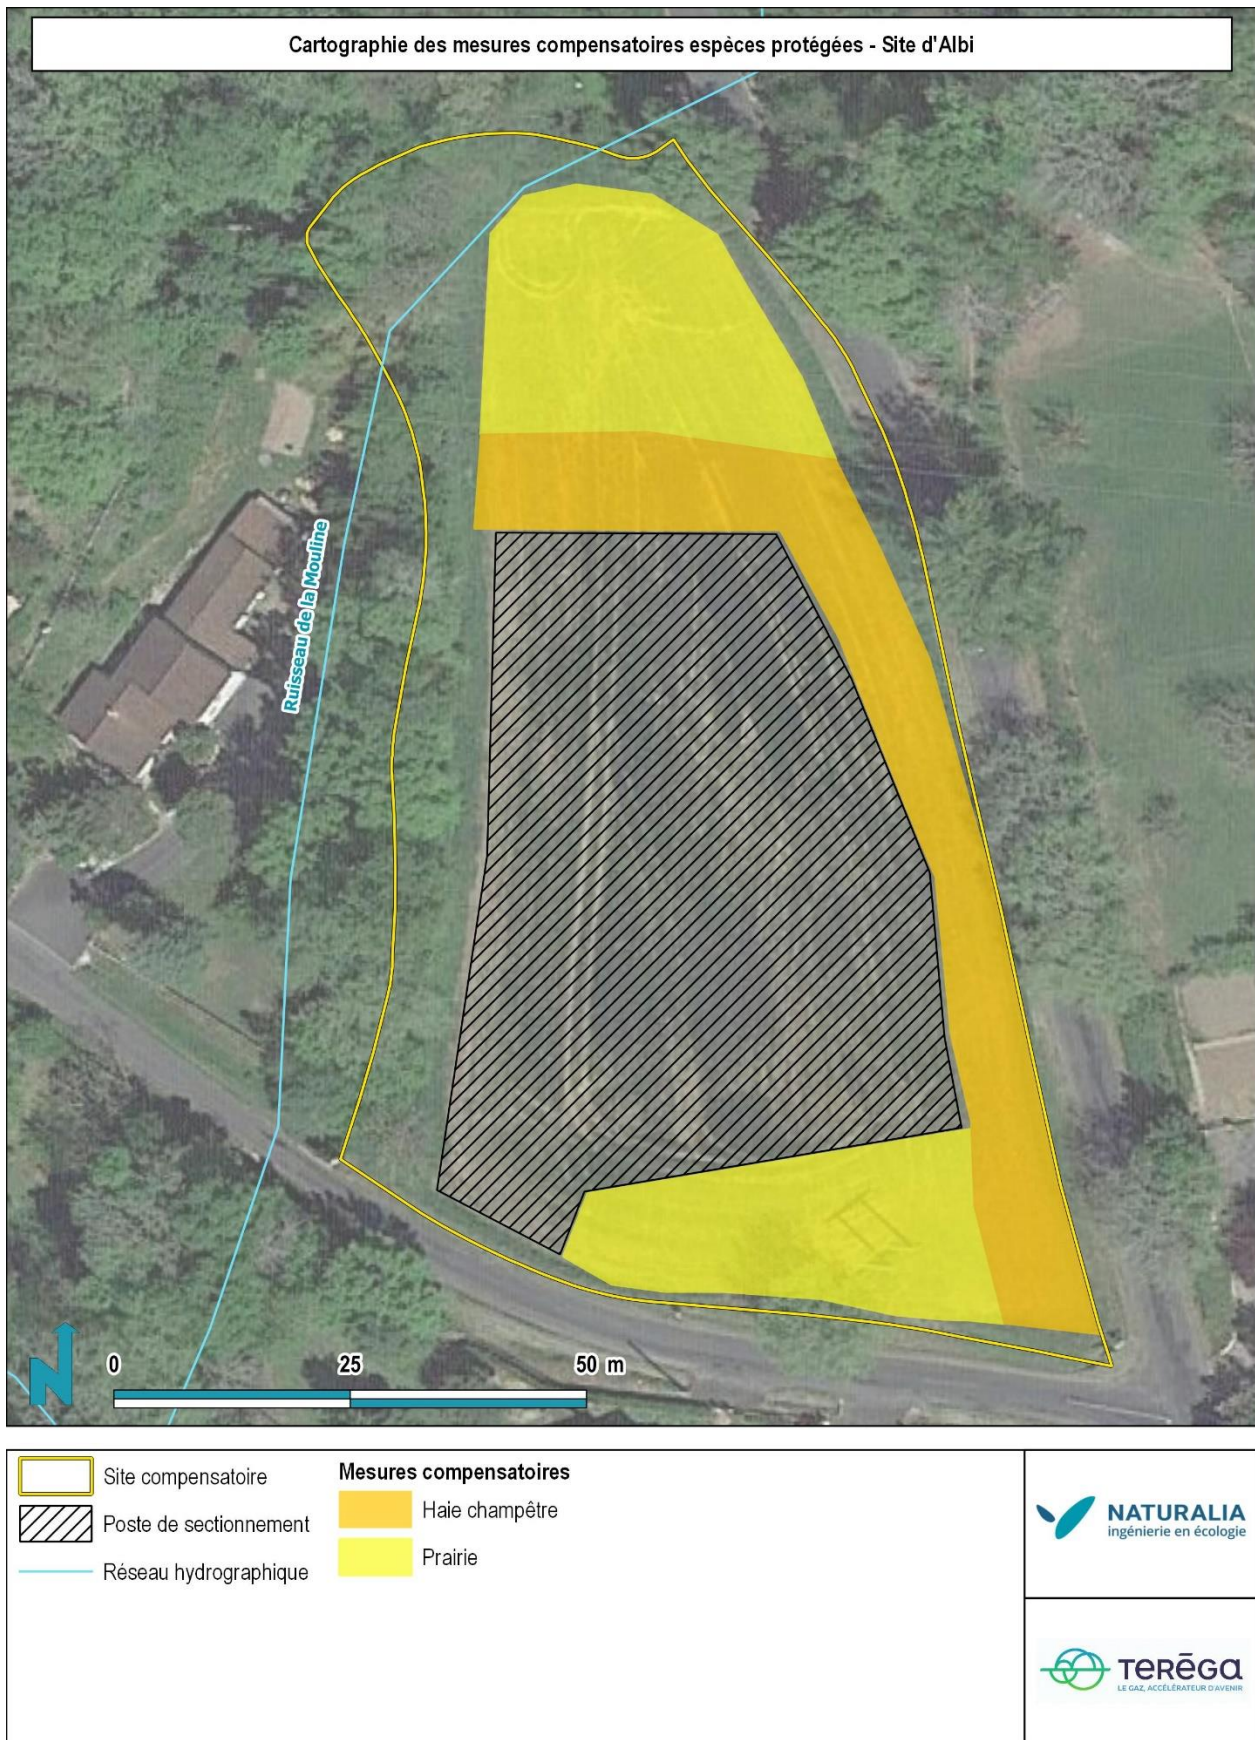 Cartographie des mesures compensatoires espèces protégées - Site d'Albi
Ruisseau de la Mouline
0 25 50 m
Site compensatoire
Poste de sectionnement
Réseau hydrographique
Mesures compensatoires
Haie champêtre
Prairie
NATURALIA
ingénierie en écologie
TERĒGA
LE GAZ, ACCÉLÉRATEUR D'AVENIR